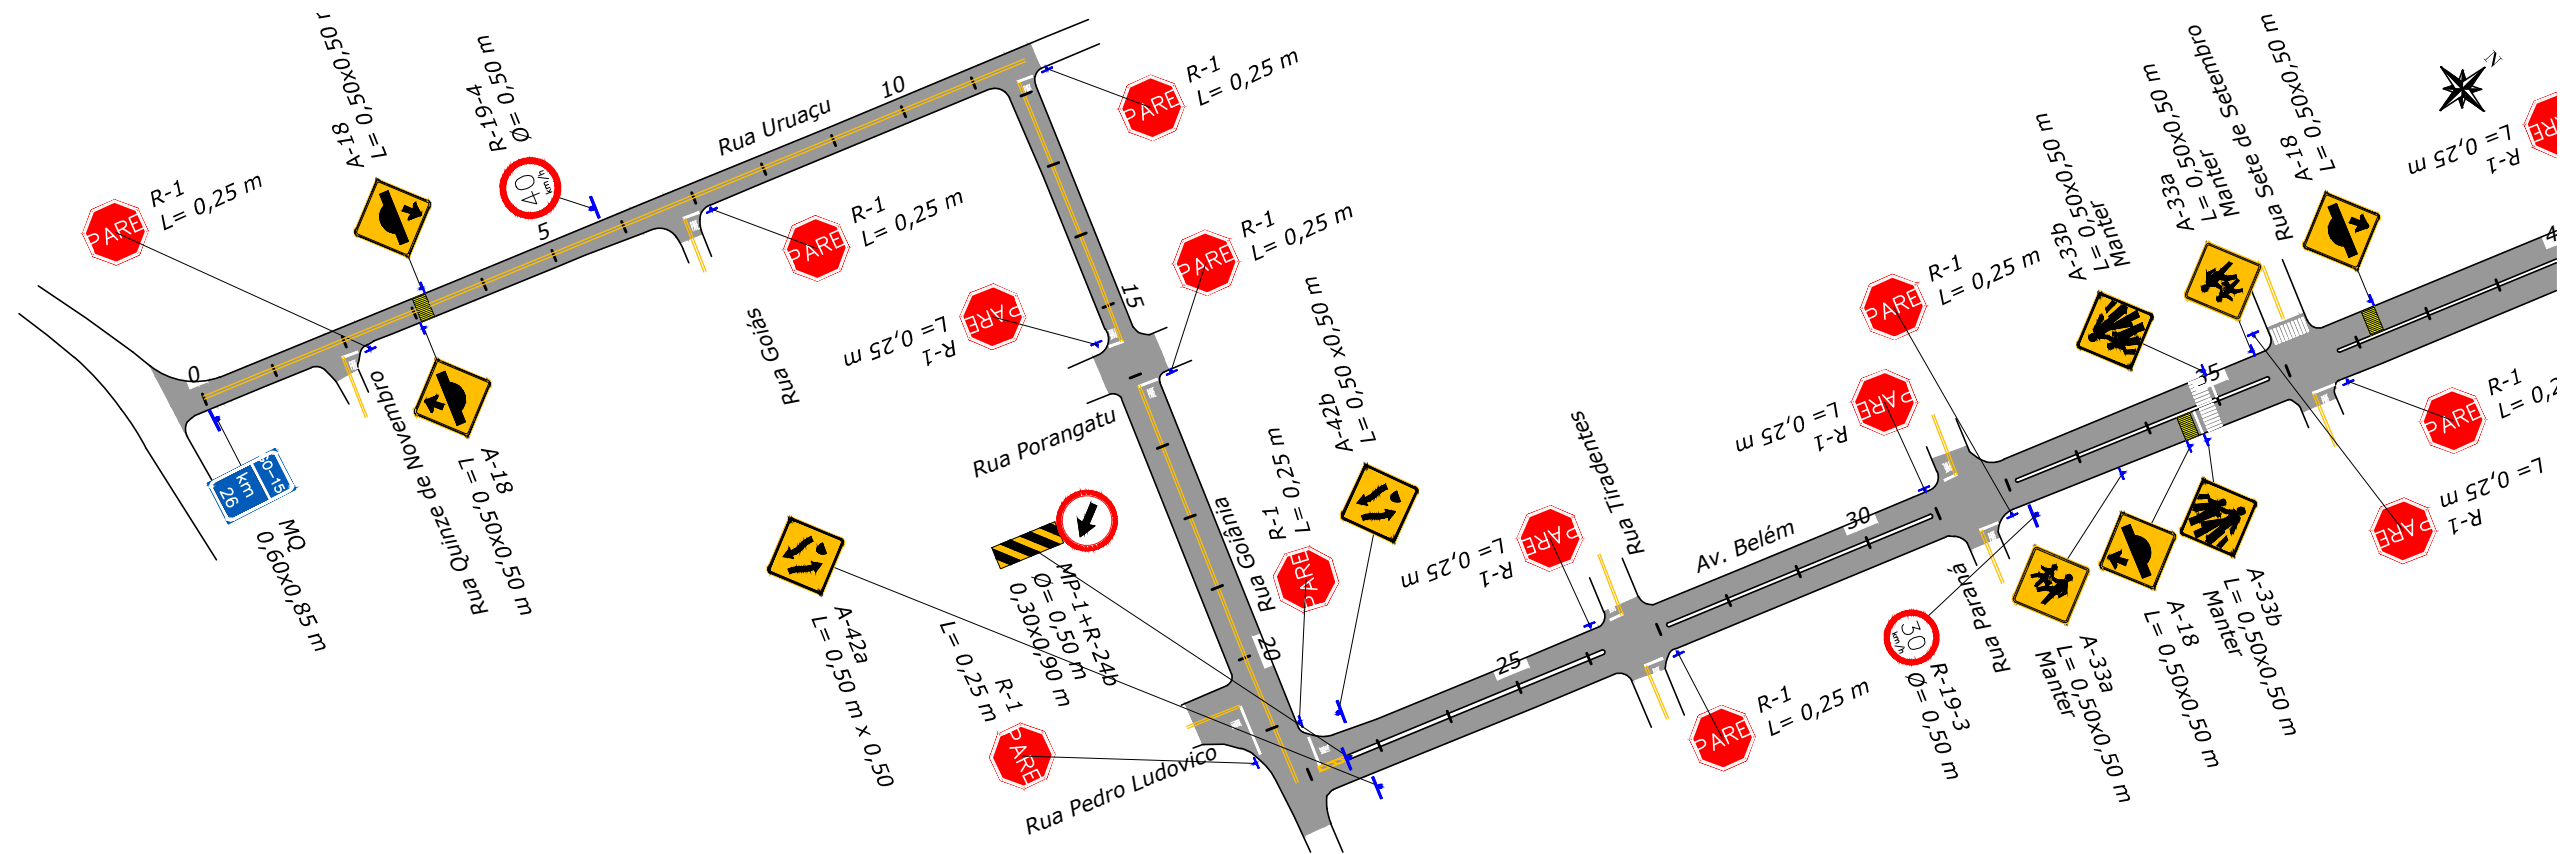 A-18
L= 0,50x0,50 r
R-19-4
Ø= 0,50 m
40
km/h
R-1
L= 0,25 m
PARE
0
5
10
Rua Uruaçu
R-1
L= 0,25 m
PARE
R-1
L= 0,25 m
PARE
Rua Goiás
Rua Quinze de Novembro
A-18
L= 0,50x0,50 m
km
26
MQ
0,60x0,85 m
R-1
L= 0,25 m
PARE
R-1
L= 0,25 m
PARE
15
Rua Porangatu
Rua Goiânia
20
A-42a
L= 0,50 m x 0,50
MP-1+R-24b
Ø= 0,50 m
0,30x0,90 m
R-1
L= 0,25 m
PARE
Rua Pedro Ludovico
R-1
L= 0,25 m
PARE
A-42b
L= 0,50 x0,50 m
25
R-1
L= 0,25 m
PARE
Rua Tiradentes
R-1
L= 0,25 m
PARE
Av. Belém
30
R-1
L= 0,25 m
PARE
R-1
L= 0,25 m
PARE
Rua Paraná
30
km/h
R-19-3
Ø= 0,50 m
A-33a
L= 0,50x0,50 m
Manter
A-18
L= 0,50x0,50 m
A-33b
L= 0,50x0,50 m
Manter
A-33b
L= 0,50x0,50 m
Manter
A-33a
L= 0,50x0,50 m
Manter
Rua Sete de Setembro
A-18
L= 0,50x0,50 m
35
R-1
PARE
R-1
L= 0,25 m
PARE
R-1
L= 0,25 m
N